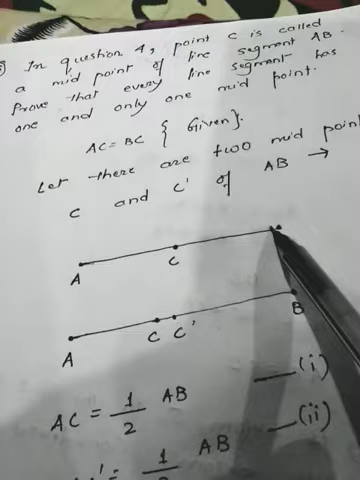 In question 4, point C is called
a mid point of line segment AB.
Prove that every line segment has
one and only one mid point.
AC = BC { Given }.
Let there are two mid point
C and C' of AB →
A C
A C C' B
AC = 1/2 AB —(i)
C' = 1/2 AB —(ii)